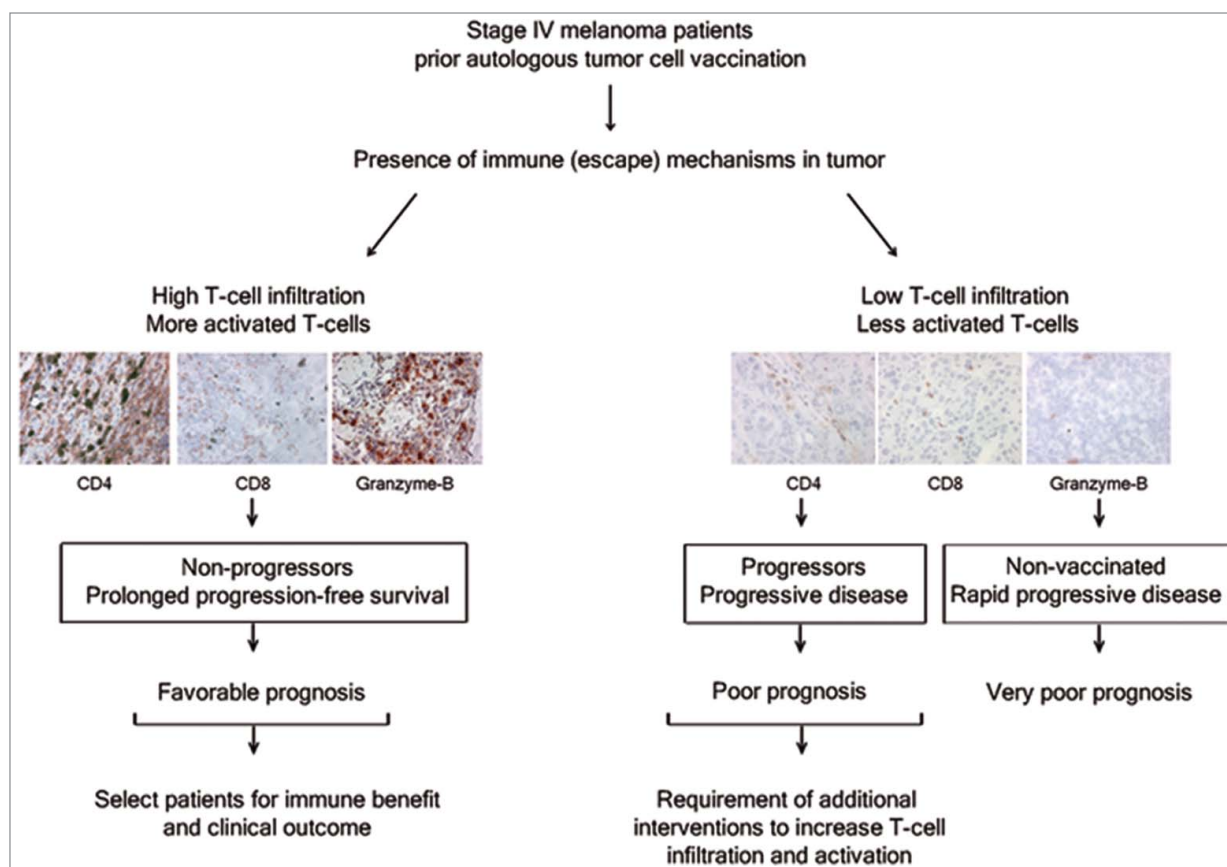 Stage IV melanoma patients
prior autologous tumor cell vaccination
Presence of immune (escape) mechanisms in tumor
High T-cell infiltration
More activated T-cells
Low T-cell infiltration
Less activated T-cells
CD4
CD8
Granzyme-B
CD4
CD8
Granzyme-B
Non-progressors
Prolonged progression-free survival
Progressors
Progressive disease
Non-vaccinated
Rapid progressive disease
Favorable prognosis
Poor prognosis
Very poor prognosis
Select patients for immune benefit
and clinical outcome
Requirement of additional
interventions to increase T-cell
infiltration and activation